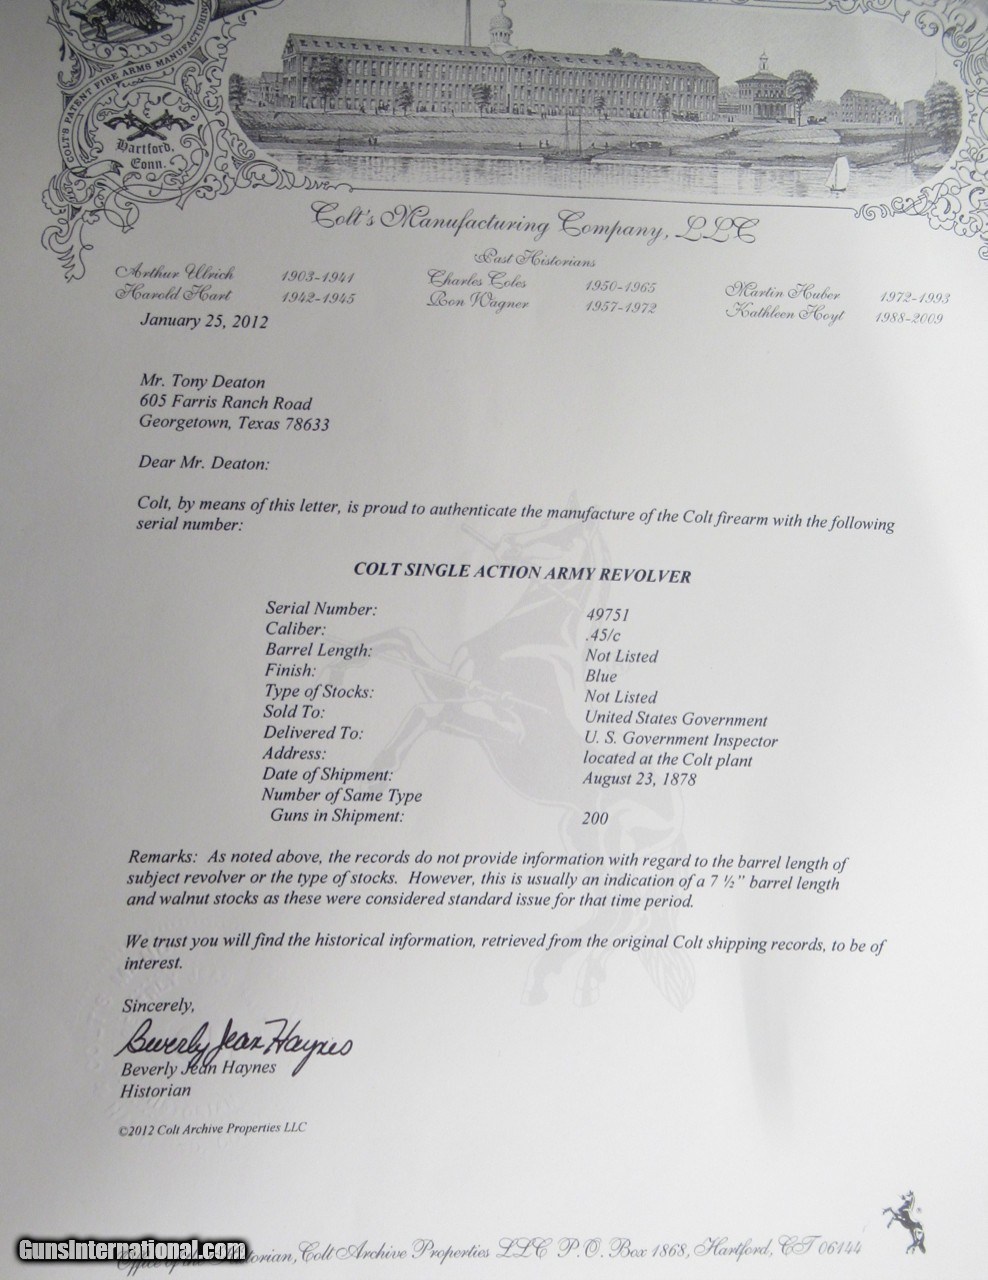 COLT'S PATENT FIRE ARMS MANUFACTURING
Hartford,
Conn.
Colt's Manufacturing Company, LLC
Past Historians
Arthur Ulrich 1903-1941 Charles Coles 1950-1965 Martin Huber 1972-1993
Harold Hart 1942-1945 Ron Wagner 1957-1972 Kathleen Hoyt 1988-2009
January 25, 2012
Mr. Tony Deaton
605 Farris Ranch Road
Georgetown, Texas 78633
Dear Mr. Deaton:
Colt, by means of this letter, is proud to authenticate the manufacture of the Colt firearm with the following
serial number:
COLT SINGLE ACTION ARMY REVOLVER
Serial Number: 49751
Caliber: .45/c
Barrel Length: Not Listed
Finish: Blue
Type of Stocks: Not Listed
Sold To: United States Government
Delivered To: U. S. Government Inspector
Address: located at the Colt plant
Date of Shipment: August 23, 1878
Number of Same Type
Guns in Shipment: 200
Remarks: As noted above, the records do not provide information with regard to the barrel length of
subject revolver or the type of stocks. However, this is usually an indication of a 7 ½" barrel length
and walnut stocks as these were considered standard issue for that time period.
We trust you will find the historical information, retrieved from the original Colt shipping records, to be of
interest.
Sincerely,
Beverly Jean Haynes
Beverly Jean Haynes
Historian
©2012 Colt Archive Properties LLC
Office of the Historian, Colt Archive Properties LLC P.O. Box 1868, Hartford, CT 06144
GunsInternational.com